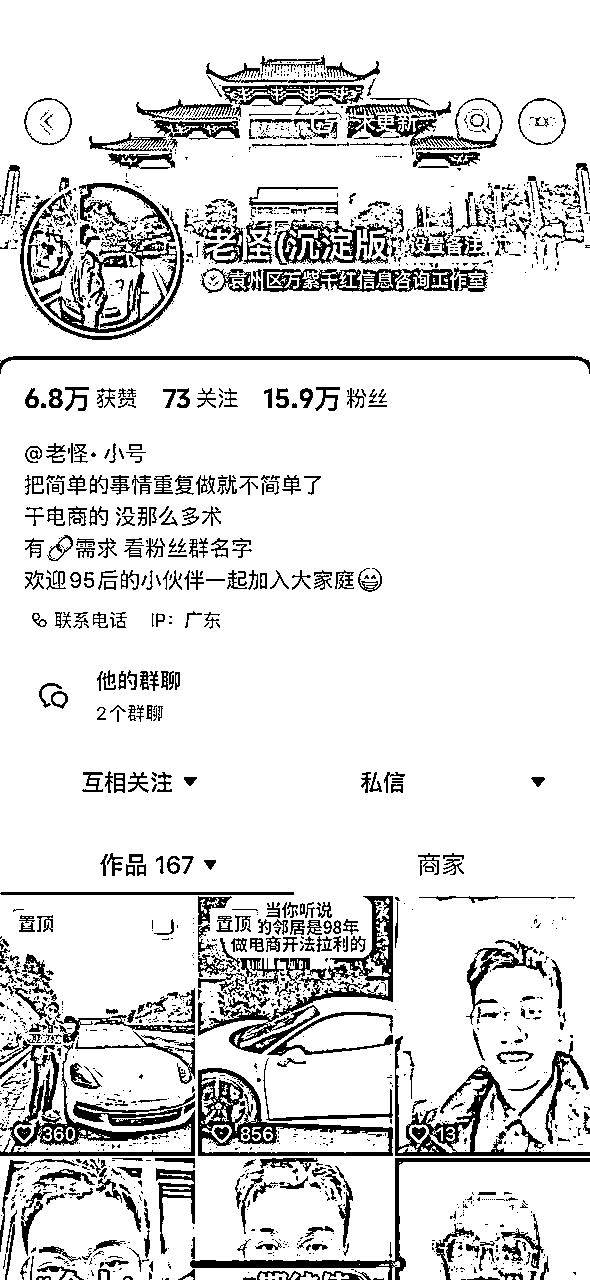 大更新
老怪(沉淀版 设置备注
袁州区万紫千红信息咨询工作室
6.8万 获赞 73 关注 15.9万 粉丝
@老怪·小号
把简单的事情重复做就不简单了
干电商的 没那么多术
有🔗需求 看粉丝群名字
欢迎95后的小伙伴一起加入大家庭😁
联系电话 IP：广东
他的群聊
2个群聊
互相关注 私信
作品 167 商家
置顶
置顶 当你听说
的邻居是98年
做电商开法拉利的
360 856